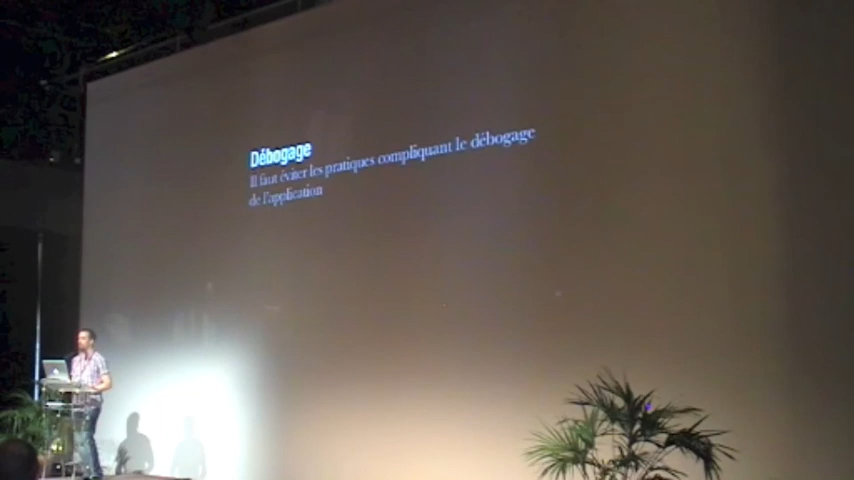 Débogage
Il faut éviter les pratiques compliquant le débogage
de l'application